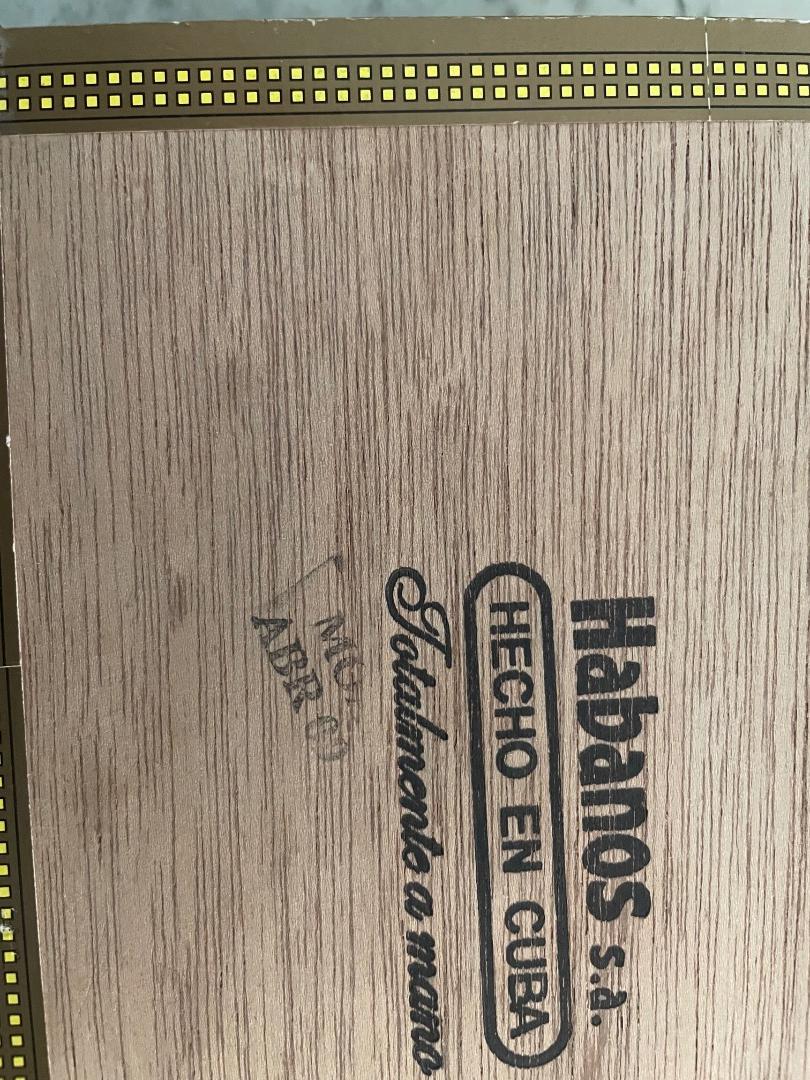 Habanos s.a.
HECHO EN CUBA
Totalmente a mano
ABR